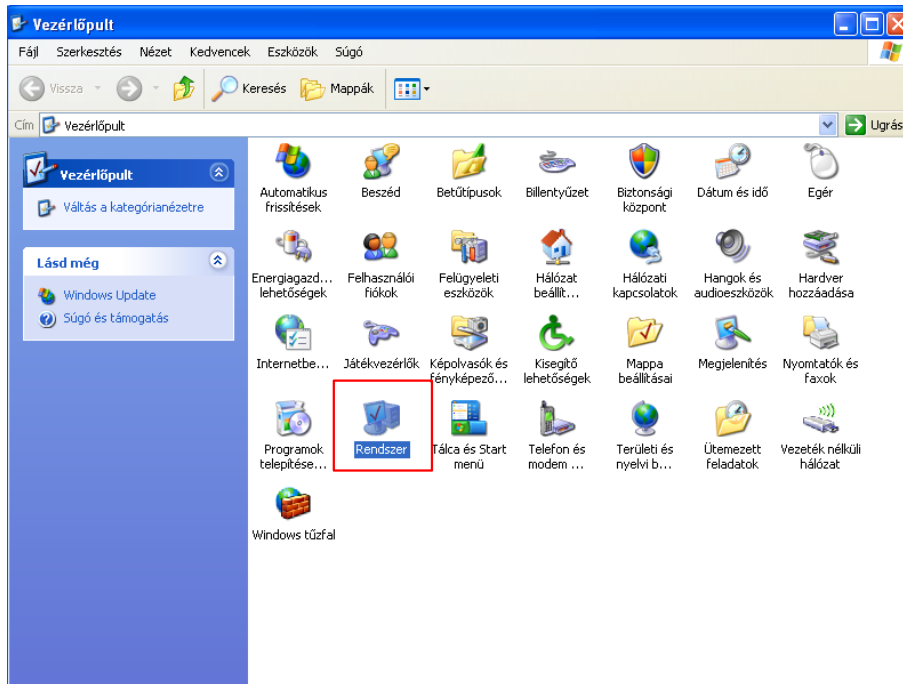 Vezérlőpult
Fájl Szerkesztés Nézet Kedvencek Eszközök Súgó
Vissza Keresés Mappák
Cím Vezérlőpult Ugrás
Vezérlőpult
Váltás a kategórianézetre
Lásd még
Windows Update
Súgó és támogatás
Automatikus frissítések
Beszéd
Betűtípusok
Billentyűzet
Biztonsági központ
Dátum és idő
Egér
Energiagazd... lehetőségek
Felhasználói fiókok
Felügyeleti eszközök
Hálózat beállít...
Hálózati kapcsolatok
Hangok és audioeszközök
Hardver hozzáadása
Internetbe...
Játékvezérlők
Képolvasók és fényképező...
Kisegítő lehetőségek
Mappa beállításai
Megjelenítés
Nyomtatók és faxok
Programok telepítése...
Rendszer
Tálca és Start menü
Telefon és modem ...
Területi és nyelvi b...
Ütemezett feladatok
Vezeték nélküli hálózat
Windows tűzfal